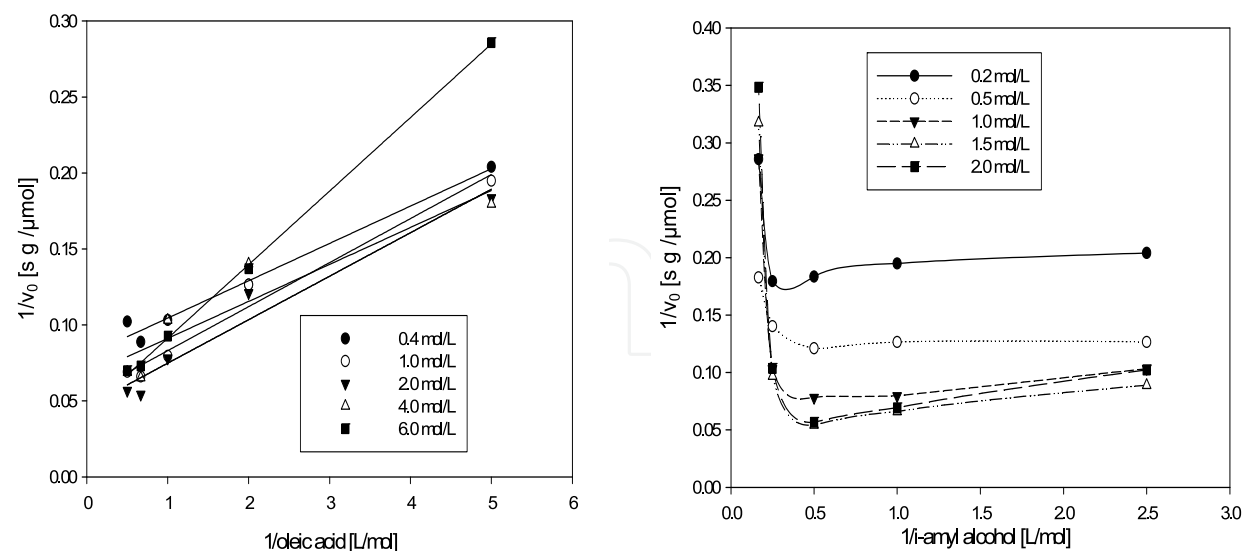 0.30
0.25
0.20
0.15
0.10
0.05
0.00
1/v0 [s g /µmol]
0.4 mol/L
1.0 mol/L
2.0 mol/L
4.0 mol/L
6.0 mol/L
0 1 2 3 4 5 6
1/oleic acid [L/mol]
0.40
0.35
0.30
0.25
0.20
0.15
0.10
0.05
0.00
1/v0 [s g /µmol]
0.2 mol/L
0.5 mol/L
1.0 mol/L
1.5 mol/L
2.0 mol/L
0.0 0.5 1.0 1.5 2.0 2.5 3.0
1/i-amyl alcohol [L/mol]